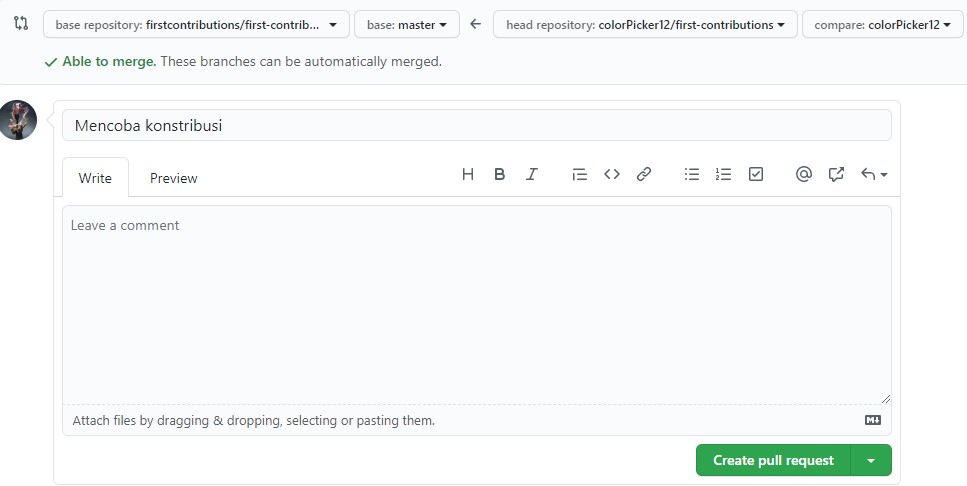 base repository: firstcontributions/first-contrib... base: master head repository: colorPicker12/first-contributions compare: colorPicker12
Able to merge. These branches can be automatically merged.
Mencoba konstribusi
Write Preview H B I @
Leave a comment
Attach files by dragging & dropping, selecting or pasting them. M↓
Create pull request